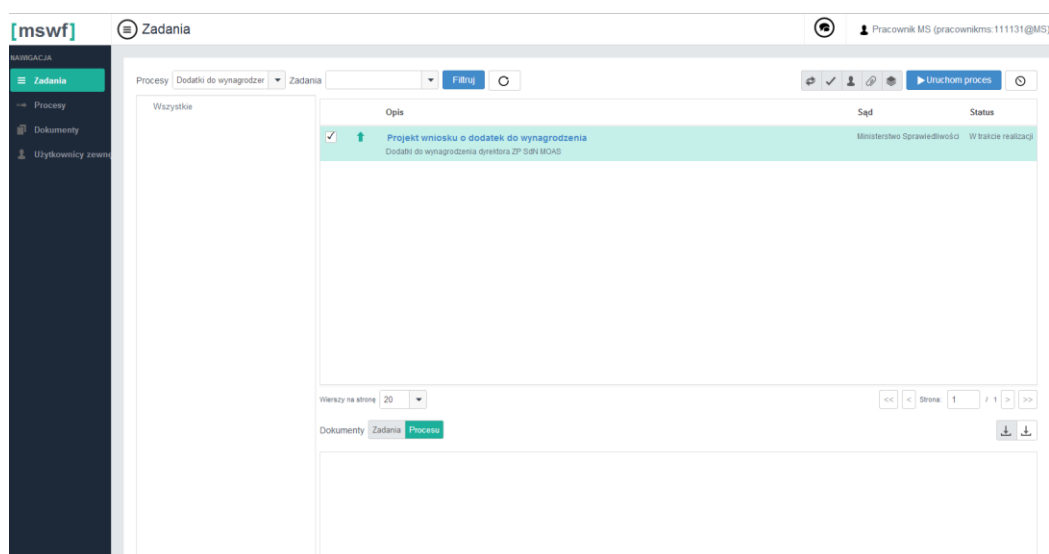 [mswf]
Zadania
Pracownik MS (pracownikms:111131@MS)
NAWIGACJA
Zadania
Procesy
Dokumenty
Użytkownicy zewnę
Procesy Dodatki do wynagrodzer Zadania Filtruj Uruchom proces
Wszystkie
Opis Sąd Status
Projekt wniosku o dodatek do wynagrodzenia Ministerstwo Sprawiedliwości W trakcie realizacji
Dodatki do wynagrodzenia dyrektora ZP SdN MOAS
Wierszy na stronę 20 << < Strona: 1 / 1 > >>
Dokumenty Zadania Procesu